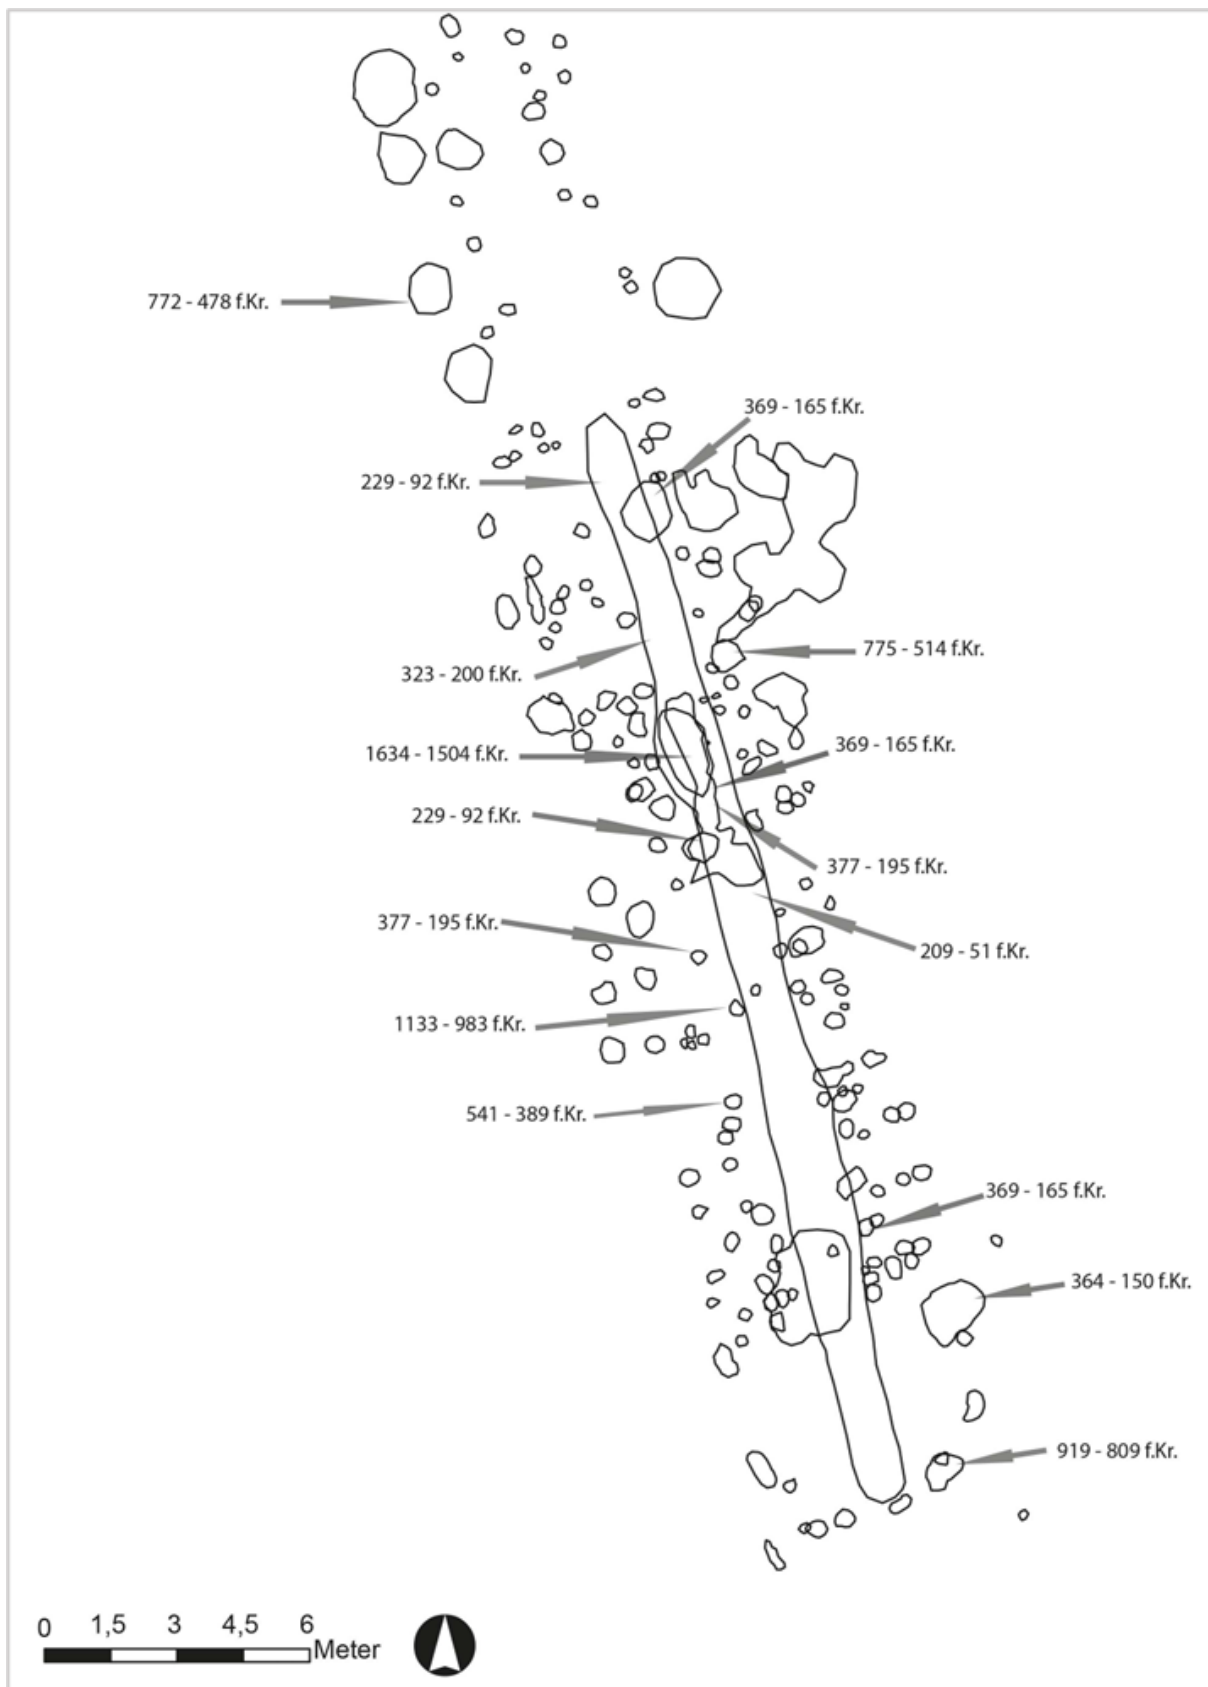 772 - 478 f.Kr.
369 - 165 f.Kr.
229 - 92 f.Kr.
775 - 514 f.Kr.
323 - 200 f.Kr.
369 - 165 f.Kr.
1634 - 1504 f.Kr.
229 - 92 f.Kr.
377 - 195 f.Kr.
377 - 195 f.Kr.
209 - 51 f.Kr.
1133 - 983 f.Kr.
541 - 389 f.Kr.
369 - 165 f.Kr.
364 - 150 f.Kr.
919 - 809 f.Kr.
0 1,5 3 4,5 6
Meter